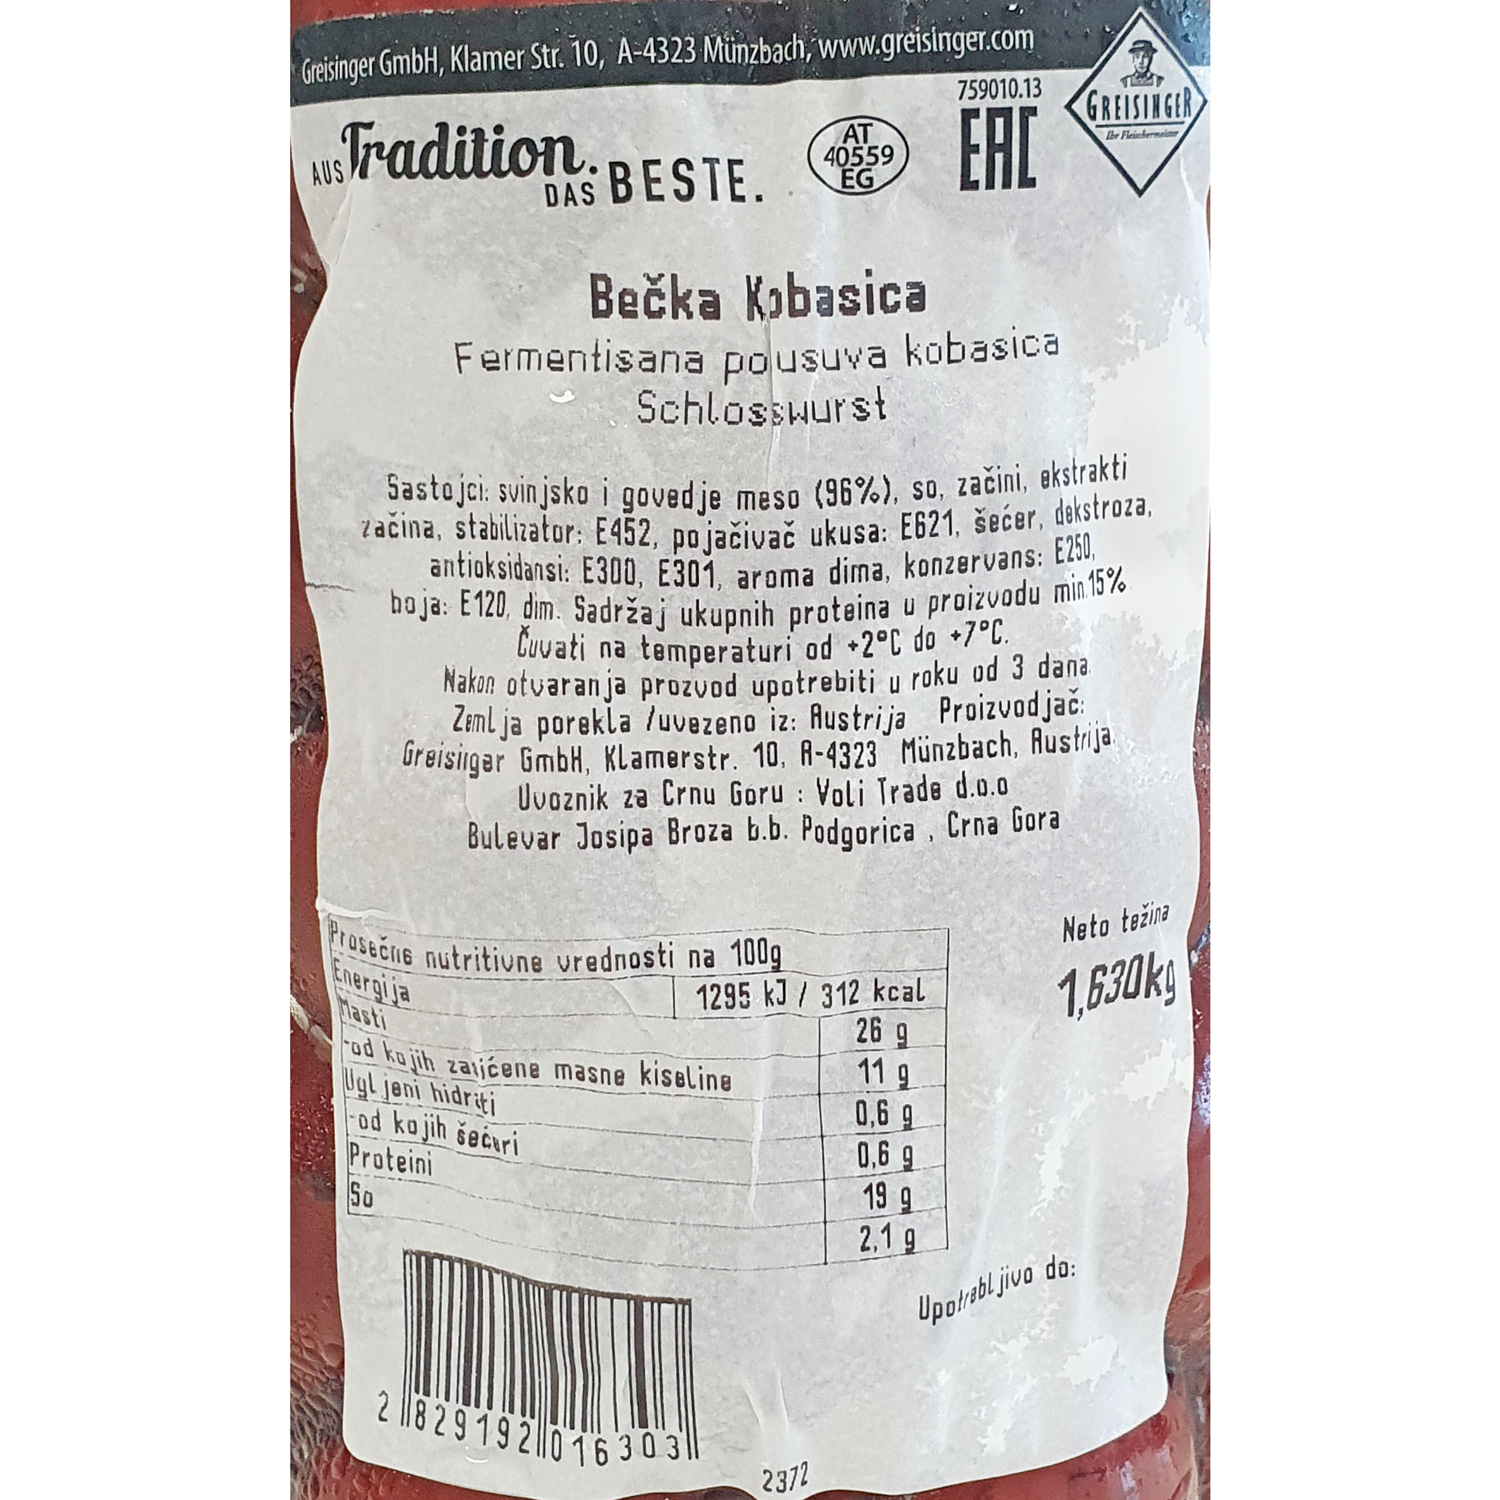 Greisinger GmbH, Klamer Str. 10, A-4323 Münzbach, www.greisinger.com
759010.13
AUS Tradition.
DAS BESTE.
AT
40559
EG
EAC
GREISINGER
Ihr Fleischermeister
Bečka Kobasica
Fermentisana polusuva kobasica
Schlosswurst
Sastojci: svinjsko i govedje meso (96%), so, začini, ekstrakti
začina, stabilizator: E452, pojačivač ukusa: E621, šećer, dekstroza,
antioksidansi: E300, E301, aroma dima, konzervans: E250,
boja: E120, dim. Sadržaj ukupnih proteina u proizvodu min.15%
Čuvati na temperaturi od +2°C do +7°C.
Nakon otvaranja prozvod upotrebiti u roku od 3 dana.
Zemlja porekla /uvezeno iz: Austrija Proizvodjač:
Greisiigar GmbH, Klamerstr. 10, A-4323 Münzbach, Austrija.
Uvoznik za Crnu Goru : Voli Trade d.o.o
Bulevar Josipa Broza b.b. Podgorica , Crna Gora
Prosečne nutritivne vrednosti na 100g
Energija 1295 kJ / 312 kcal
Masti 26 g
-od kojih zasićene masne kiseline 11 g
Ugljeni hidriti 0,6 g
-od kojih šećeri 0,6 g
Proteini 19 g
So 2,1 g
Neto težina
1,630kg
Upotrebljivo do:
2 829192 016303
2372